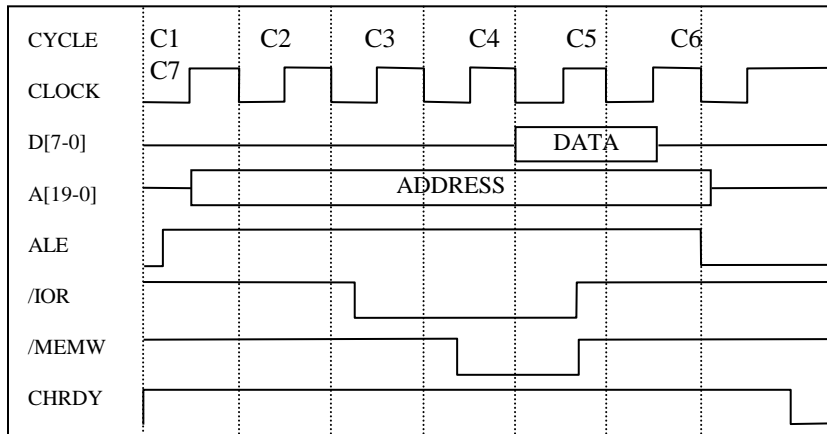 CYCLE C1 C2 C3 C4 C5 C6
C7
CLOCK
D[7-0] DATA
A[19-0] ADDRESS
ALE
/IOR
/MEMW
CHRDY